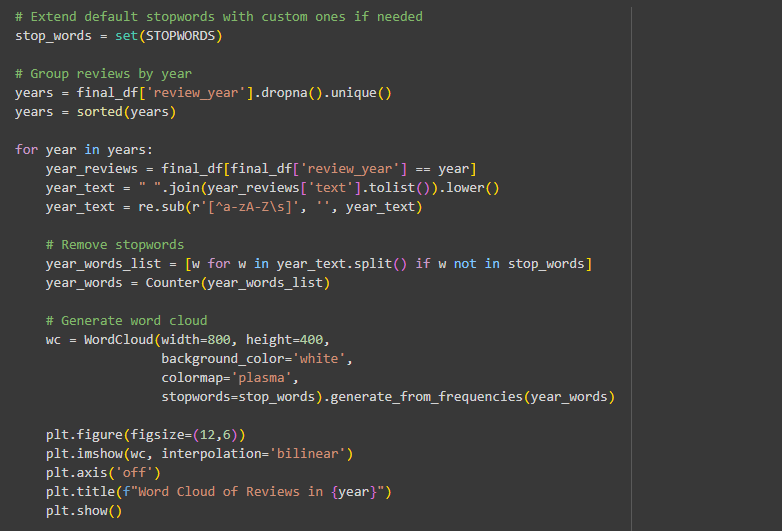 # Extend default stopwords with custom ones if needed
stop_words = set(STOPWORDS)

# Group reviews by year
years = final_df['review_year'].dropna().unique()
years = sorted(years)

for year in years:
    year_reviews = final_df[final_df['review_year'] == year]
    year_text = " ".join(year_reviews['text'].tolist()).lower()
    year_text = re.sub(r'[^a-zA-Z\s]', '', year_text)

    # Remove stopwords
    year_words_list = [w for w in year_text.split() if w not in stop_words]
    year_words = Counter(year_words_list)

    # Generate word cloud
    wc = WordCloud(width=800, height=400,
                   background_color='white',
                   colormap='plasma',
                   stopwords=stop_words).generate_from_frequencies(year_words)

    plt.figure(figsize=(12,6))
    plt.imshow(wc, interpolation='bilinear')
    plt.axis('off')
    plt.title(f"Word Cloud of Reviews in {year}")
    plt.show()